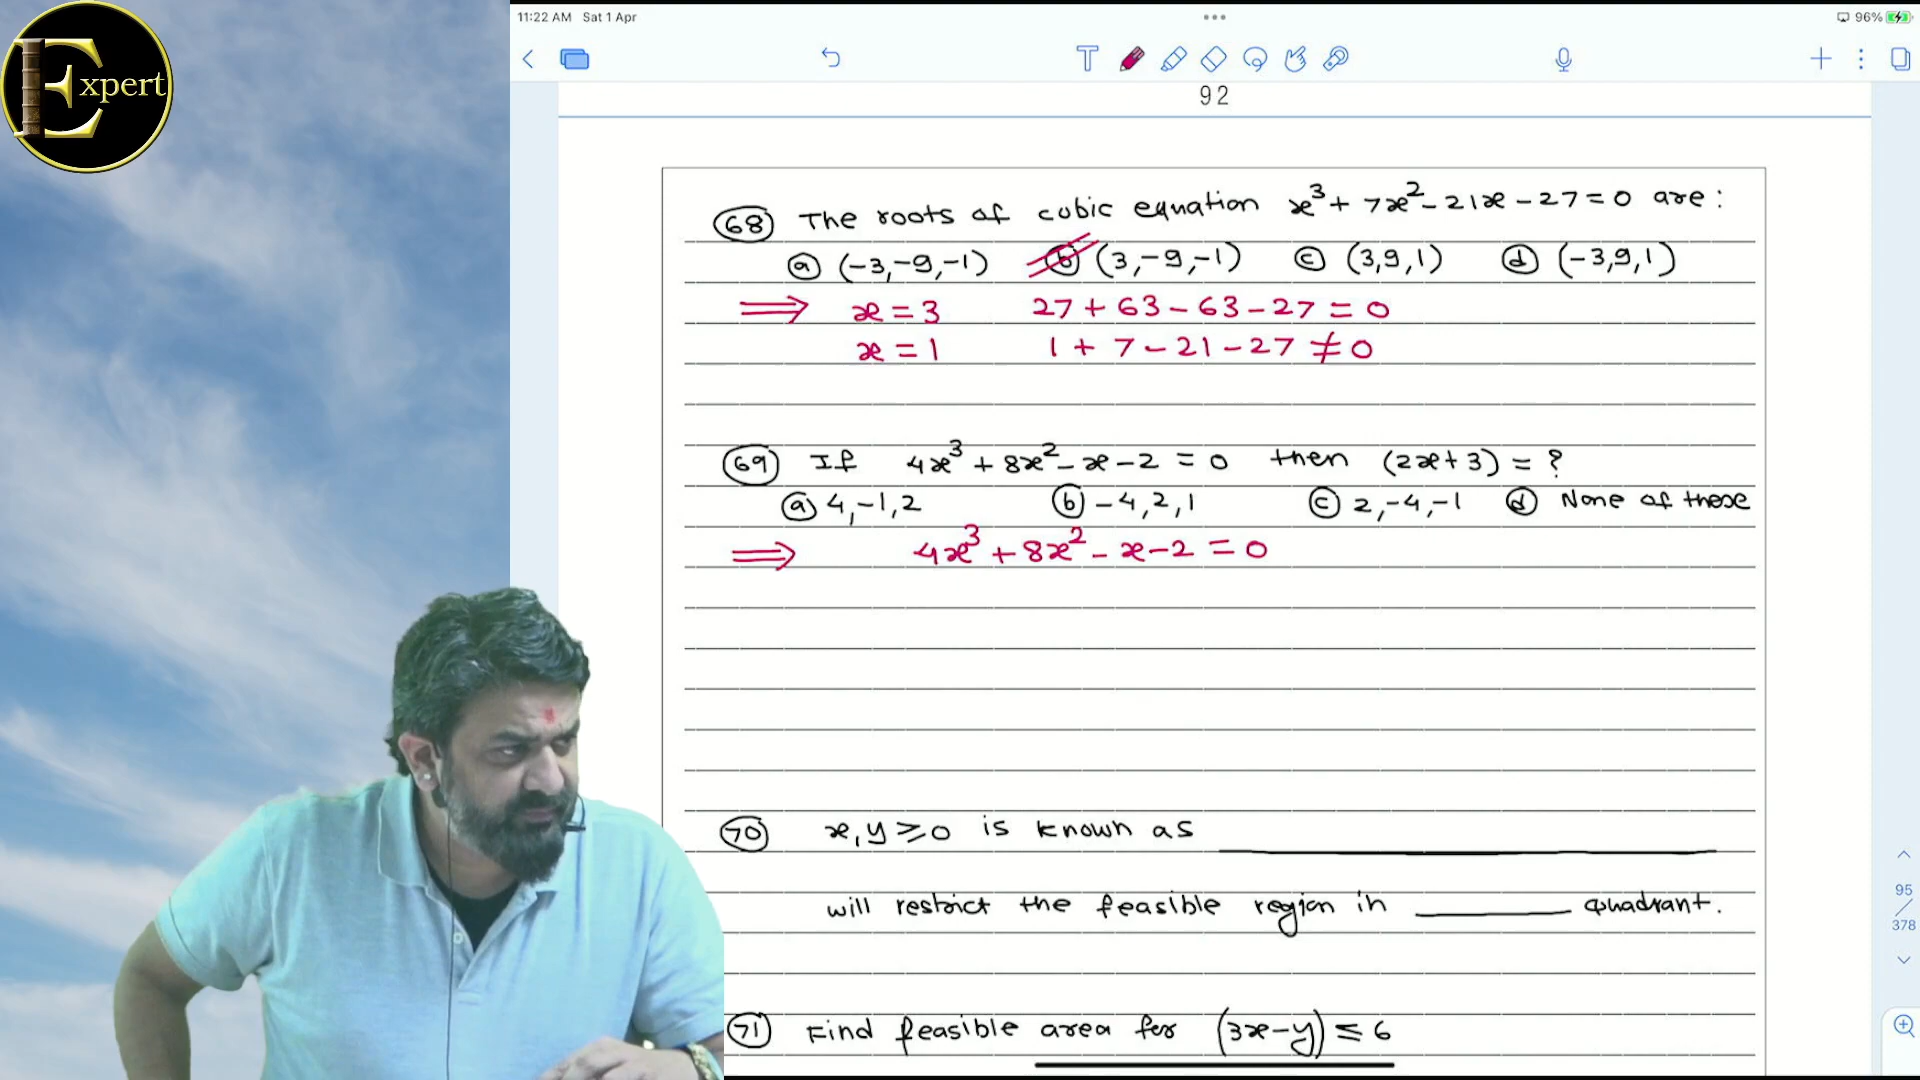 Expert
11:22 AM Sat 1 Apr
96%
92
68 The roots of cubic equation x³ + 7x² - 21x - 27 = 0 are :
a (-3,-9,-1) b (3,-9,-1) c (3,9,1) d (-3,9,1)
⟹ x = 3 27 + 63 - 63 - 27 = 0
x = 1 1 + 7 - 21 - 27 ≠ 0
69 If 4x³ + 8x² - x - 2 = 0 then (2x+3) = ?
a 4,-1,2 b -4,2,1 c 2,-4,-1 d None of these
⟹ 4x³ + 8x² - x - 2 = 0
70 x, y ≥ 0 is known as
will restrict the feasible region in quadrant.
71 Find feasible area for (3x-y) ≤ 6
95
378